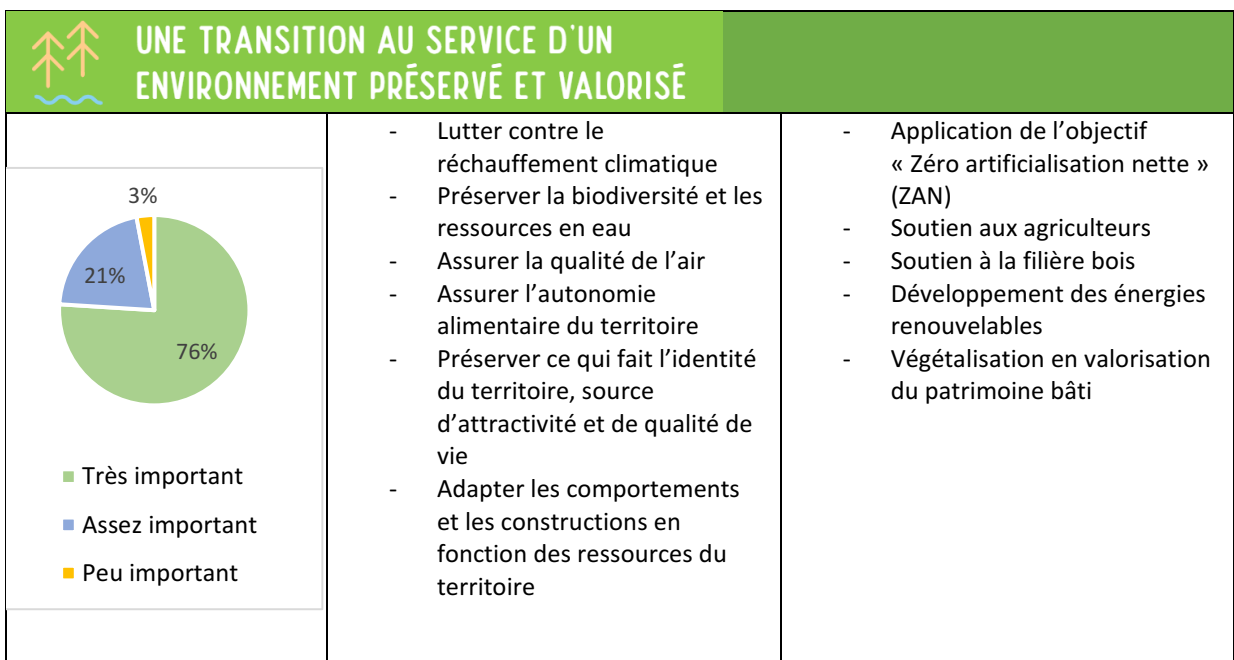 UNE TRANSITION AU SERVICE D'UN
ENVIRONNEMENT PRÉSERVÉ ET VALORISÉ
3%
21%
76%
Très important
Assez important
Peu important
- Lutter contre le
réchauffement climatique
- Préserver la biodiversité et les
ressources en eau
- Assurer la qualité de l’air
- Assurer l’autonomie
alimentaire du territoire
- Préserver ce qui fait l’identité
du territoire, source
d’attractivité et de qualité de
vie
- Adapter les comportements
et les constructions en
fonction des ressources du
territoire
- Application de l’objectif
« Zéro artificialisation nette »
(ZAN)
- Soutien aux agriculteurs
- Soutien à la filière bois
- Développement des énergies
renouvelables
- Végétalisation en valorisation
du patrimoine bâti